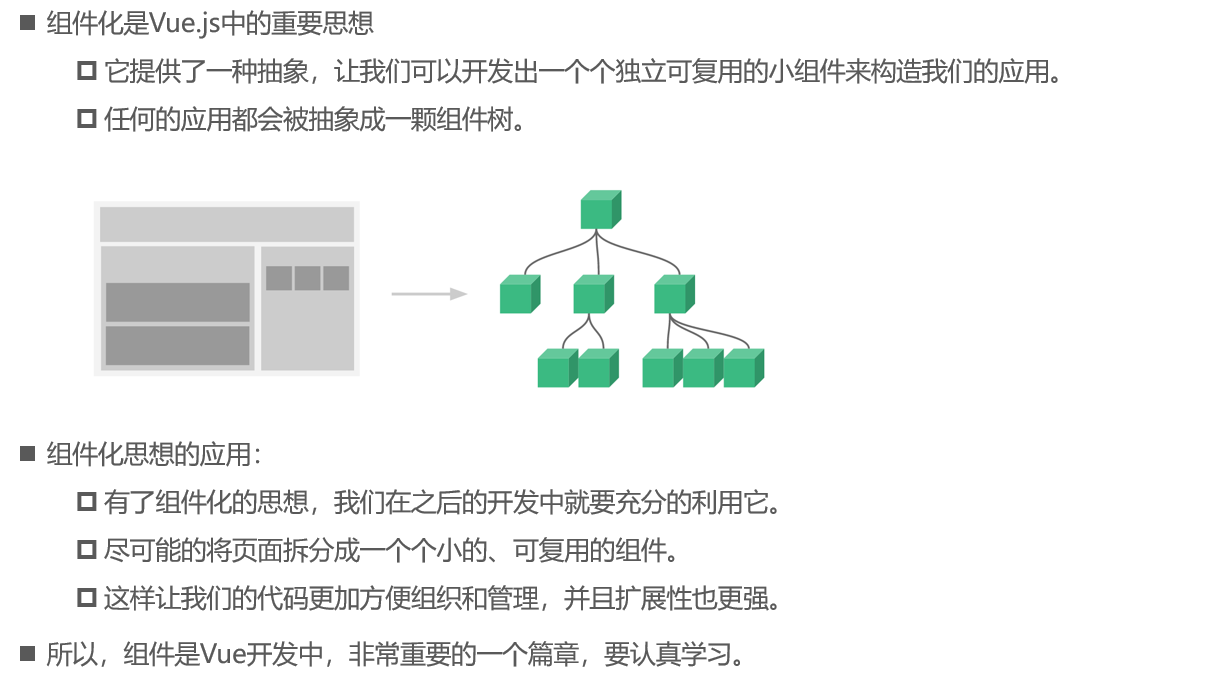 组件化是Vue.js中的重要思想
它提供了一种抽象，让我们可以开发出一个个独立可复用的小组件来构造我们的应用。
任何的应用都会被抽象成一颗组件树。
组件化思想的应用：
有了组件化的思想，我们在之后的开发中就要充分的利用它。
尽可能的将页面拆分成一个个小的、可复用的组件。
这样让我们的代码更加方便组织和管理，并且扩展性也更强。
所以，组件是Vue开发中，非常重要的一个篇章，要认真学习。